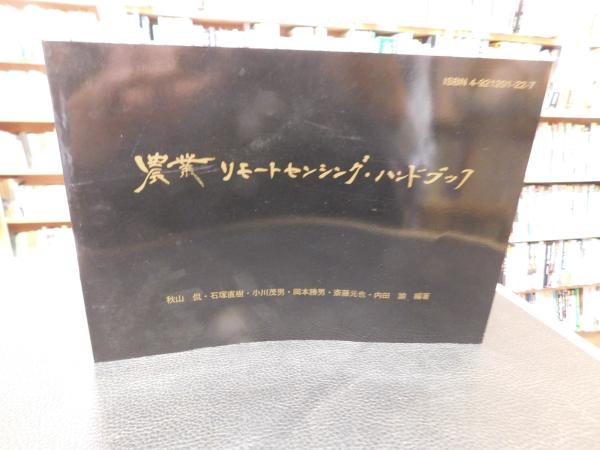 ISBN 4-921201-22-7
農業リモートセンシング・ハンドブック
秋山 侃・石塚直樹・小川茂男・岡本勝男・斎藤元也・内田 諭 編著